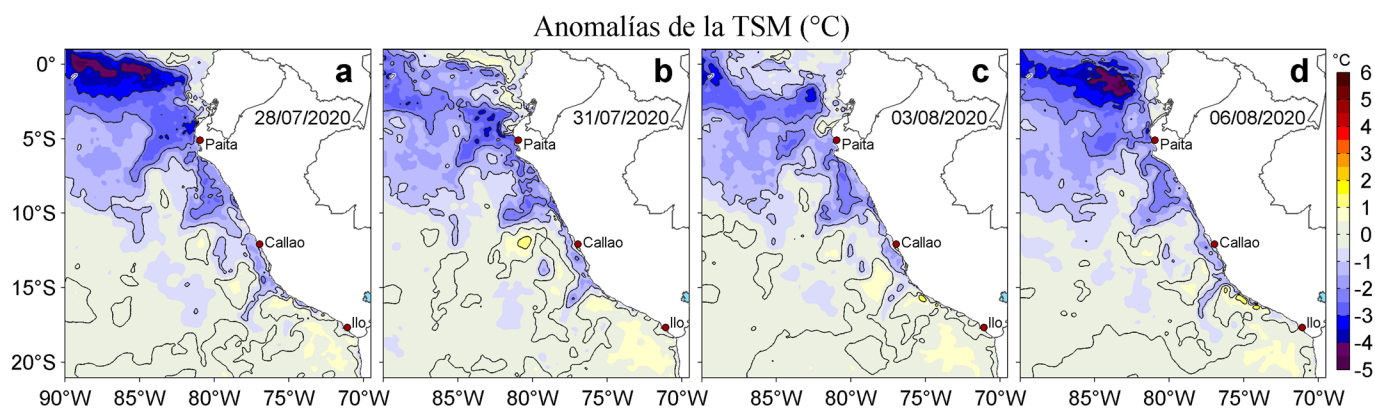 Anomalías de la TSM (°C)
a
28/07/2020
Paita
Callao
Ilo
b
31/07/2020
Paita
Callao
Ilo
c
03/08/2020
Paita
Callao
Ilo
d
06/08/2020
Paita
Callao
Ilo
0°
5°S
10°S
15°S
20°S
90°W 85°W 80°W 75°W 70°W
85°W 80°W 75°W 70°W
85°W 80°W 75°W 70°W
85°W 80°W 75°W 70°W
°C
6
5
4
3
2
1
0
-1
-2
-3
-4
-5